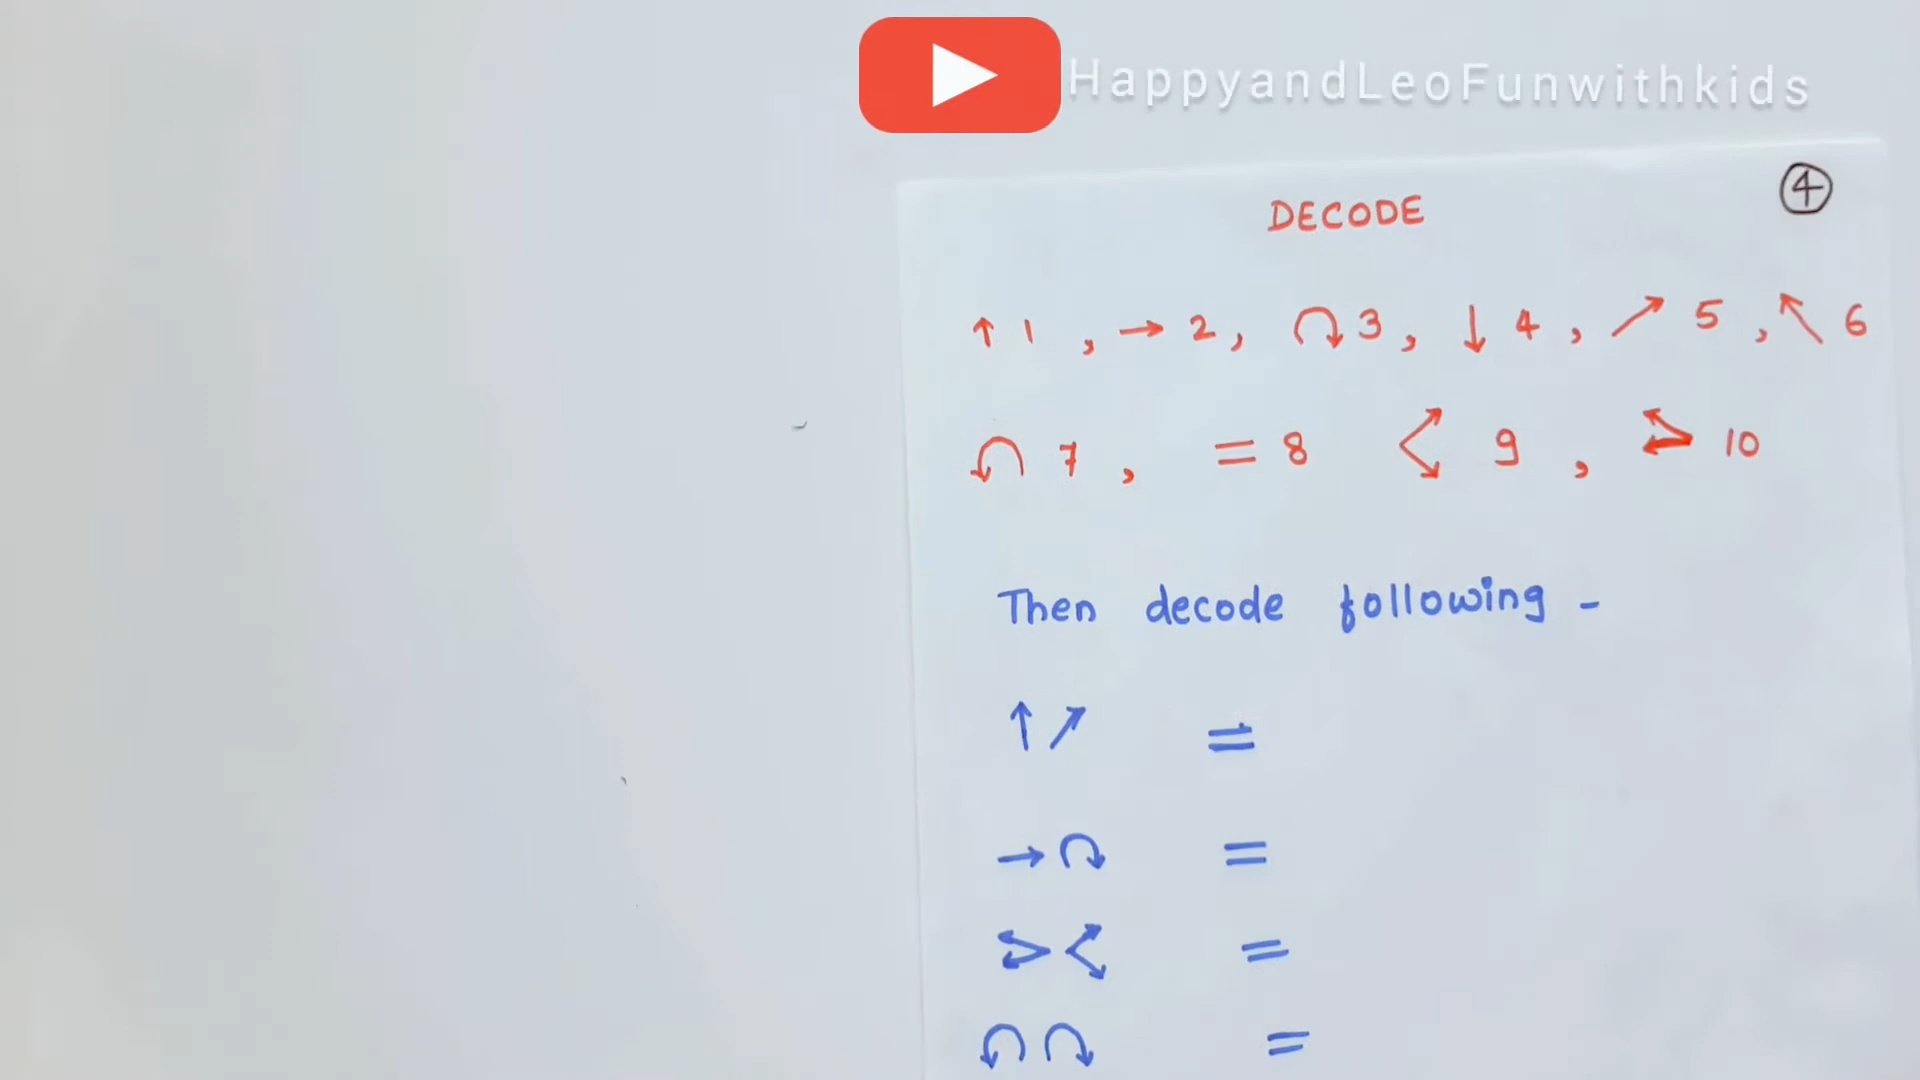 HappyandLeoFunwithkids
④
DECODE
↑ 1 , → 2, ↷ 3, ↓ 4, ↗ 5, ↖ 6
↶ 7, = 8 < 9, > 10
Then decode following -
↑ ↗ =
→ ↷ =
> < =
↶ ↷ =